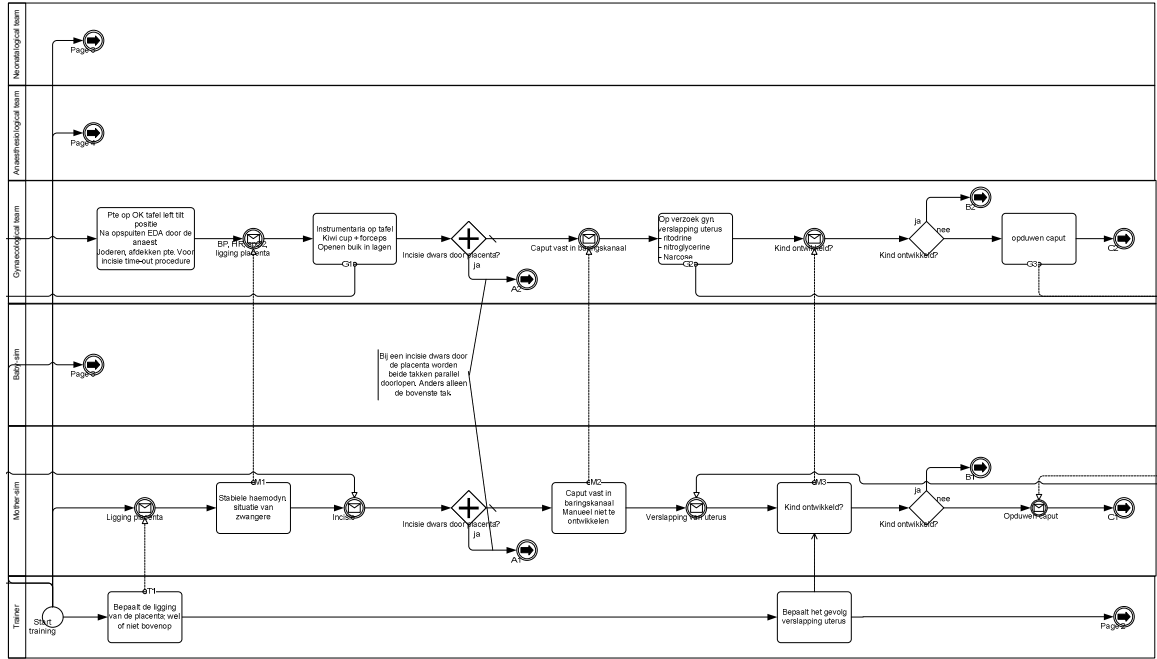 Neonatalogical team
Page 3
Anaesthesiological team
Page 4
Gynaecological team
Pte op OK tafel left tilt
positie
Na opspuiten EDA door de
anaest
Joderen, afdekken pte. Voor
incisie time-out procedure
BP, HR, spO2,
ligging placenta
Instrumentaria op tafel
Kiwi cup + forceps
Openen buik in lagen
G1
Incisie dwars door placenta?
ja
A2
Caput vast in baringskanaal
Op verzoek gyn.
verslapping uterus
- ritodrine
- nitroglycerine
- Narcose
G2
Kind ontwikkeld?
ja
B2
nee
Kind ontwikkeld?
opduwen caput
G3
C2
Baby-sim
Page 3
Bij een incisie dwars door
de placenta worden
beide takken parallel
doorlopen. Anders alleen
de bovenste tak.
Mother-sim
Ligging placenta
M1
Stabiele haemodyn.
situatie van
zwangere
Incisie
Incisie dwars door placenta?
ja
A1
M2
Caput vast in
baringskanaal
Manueel niet te
ontwikkelen
Verslapping van uterus
M3
Kind ontwikkeld?
ja
B1
nee
Kind ontwikkeld?
Opduwen caput
C1
Trainer
Start
training
T1
Bepaalt de ligging
van de placenta; wel
of niet bovenop
Bepaalt het gevolg
verslapping uterus
Page 2